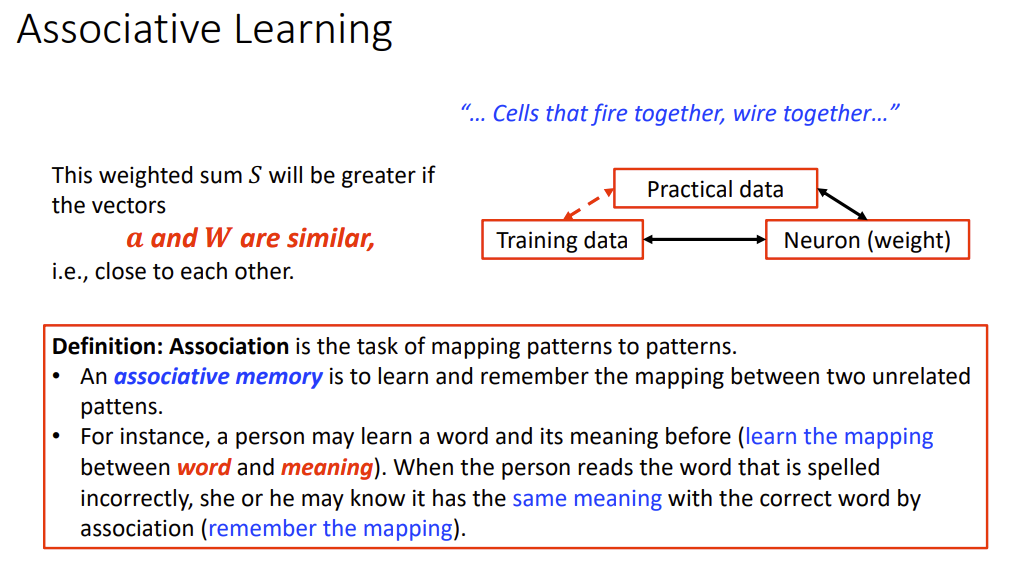 Associative Learning
“... Cells that fire together, wire together...”
This weighted sum S will be greater if
the vectors
a and W are similar,
i.e., close to each other.
Practical data
Training data
Neuron (weight)
Definition: Association is the task of mapping patterns to patterns.
• An associative memory is to learn and remember the mapping between two unrelated
pattens.
• For instance, a person may learn a word and its meaning before (learn the mapping
between word and meaning). When the person reads the word that is spelled
incorrectly, she or he may know it has the same meaning with the correct word by
association (remember the mapping).